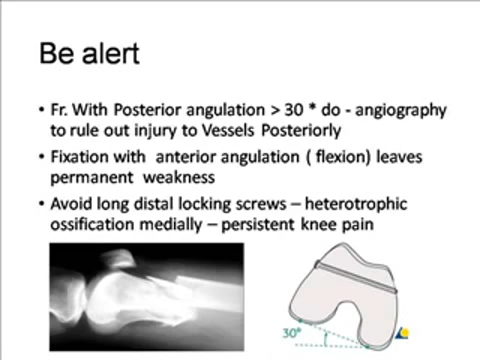 Be alert
• Fr. With Posterior angulation > 30 * do - angiography
to rule out injury to Vessels Posteriorly
• Fixation with anterior angulation ( flexion) leaves
permanent weakness
• Avoid long distal locking screws – heterotrophic
ossification medially – persistent knee pain
30°